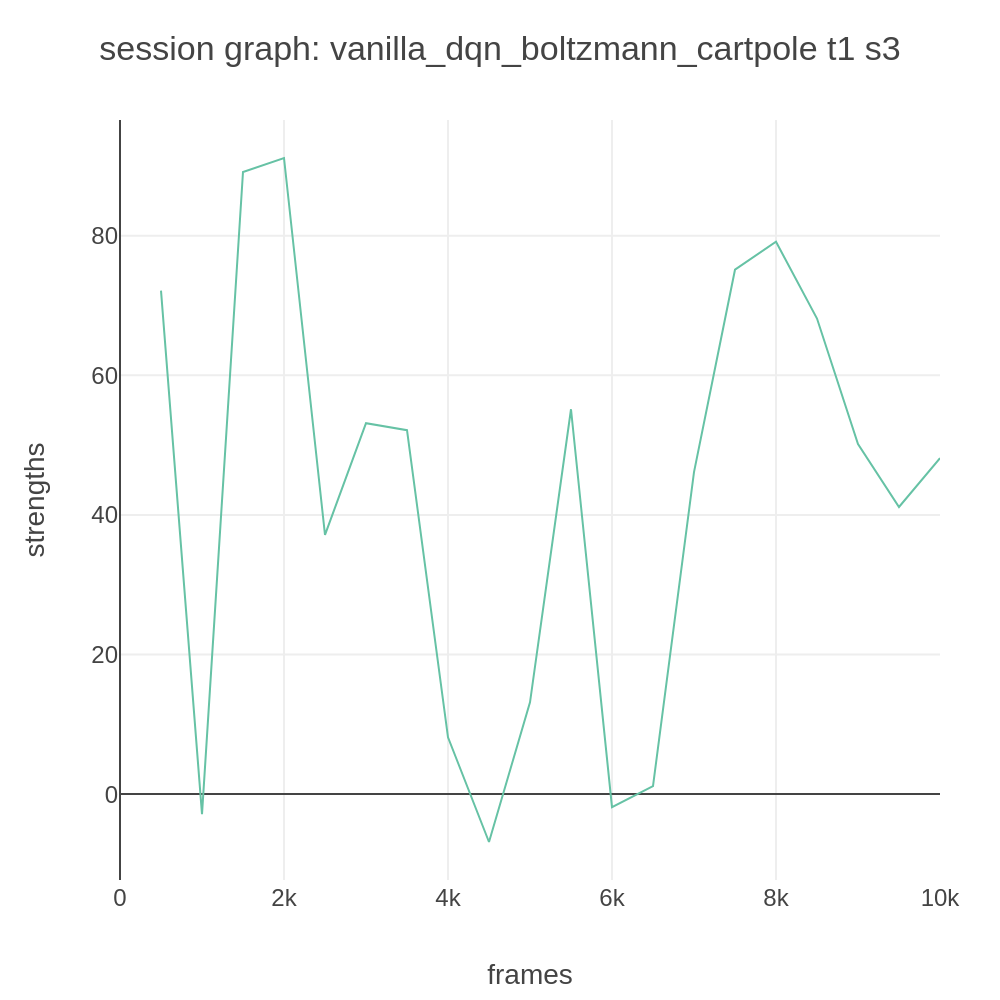 session graph: vanilla_dqn_boltzmann_cartpole t1 s3
strengths
80
60
40
20
0
0 2k 4k 6k 8k 10k
frames